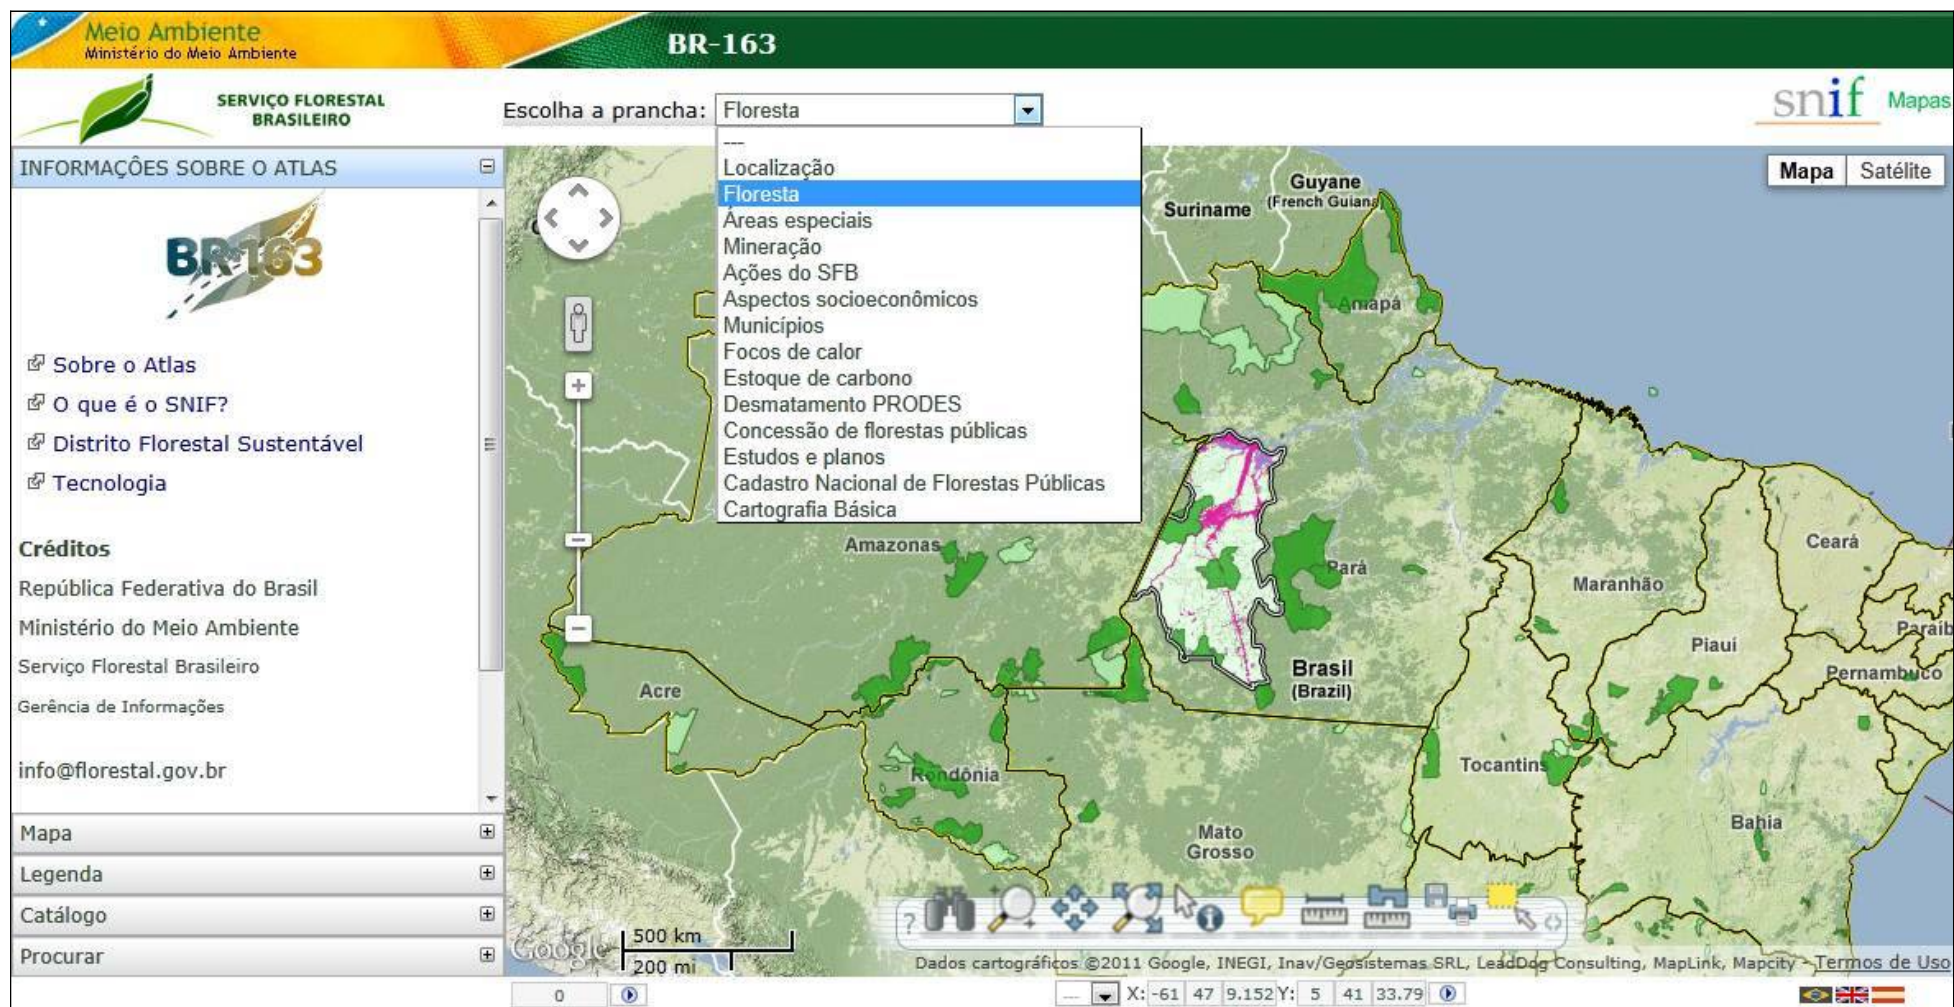 Meio Ambiente
Ministério do Meio Ambiente
BR-163
SERVIÇO FLORESTAL
BRASILEIRO
Escolha a prancha: Floresta
snif Mapas
---
Localização
Floresta
Áreas especiais
Mineração
Ações do SFB
Aspectos socioeconômicos
Municípios
Focos de calor
Estoque de carbono
Desmatamento PRODES
Concessão de florestas públicas
Estudos e planos
Cadastro Nacional de Florestas Públicas
Cartografia Básica
INFORMAÇÔES SOBRE O ATLAS
BR-163
Sobre o Atlas
O que é o SNIF?
Distrito Florestal Sustentável
Tecnologia
Créditos
República Federativa do Brasil
Ministério do Meio Ambiente
Serviço Florestal Brasileiro
Gerência de Informações
info@florestal.gov.br
Mapa
Legenda
Catálogo
Procurar
Mapa Satélite
Suriname
Guyane
(French Guiana)
Amapá
Amazonas
Pará
Maranhão
Ceará
Piauí
Paraíb
Pernambuco
Acre
Brasil
(Brazil)
Rondônia
Tocantins
Mato
Grosso
Bahia
?
Google
500 km
200 mi
Dados cartográficos ©2011 Google, INEGI, Inav/Geosistemas SRL, LeadDog Consulting, MapLink, Mapcity - Termos de Uso
0
--- X: -61 47 9.152 Y: 5 41 33.79